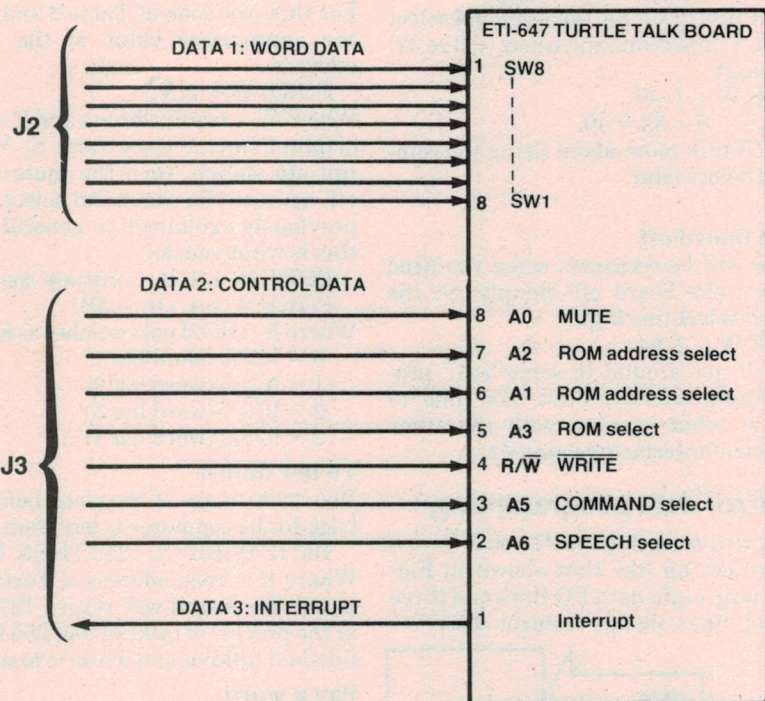 ETI-647 TURTLE TALK BOARD
DATA 1: WORD DATA
1 SW8
J2
8 SW1
DATA 2: CONTROL DATA
8 A0 MUTE
7 A2 ROM address select
6 A1 ROM address select
5 A3 ROM select
J3
4 R/W̅ W̅R̅I̅T̅E̅
3 A5 COMMAND select
2 A6 SPEECH select
DATA 3: INTERRUPT
1 Interrupt